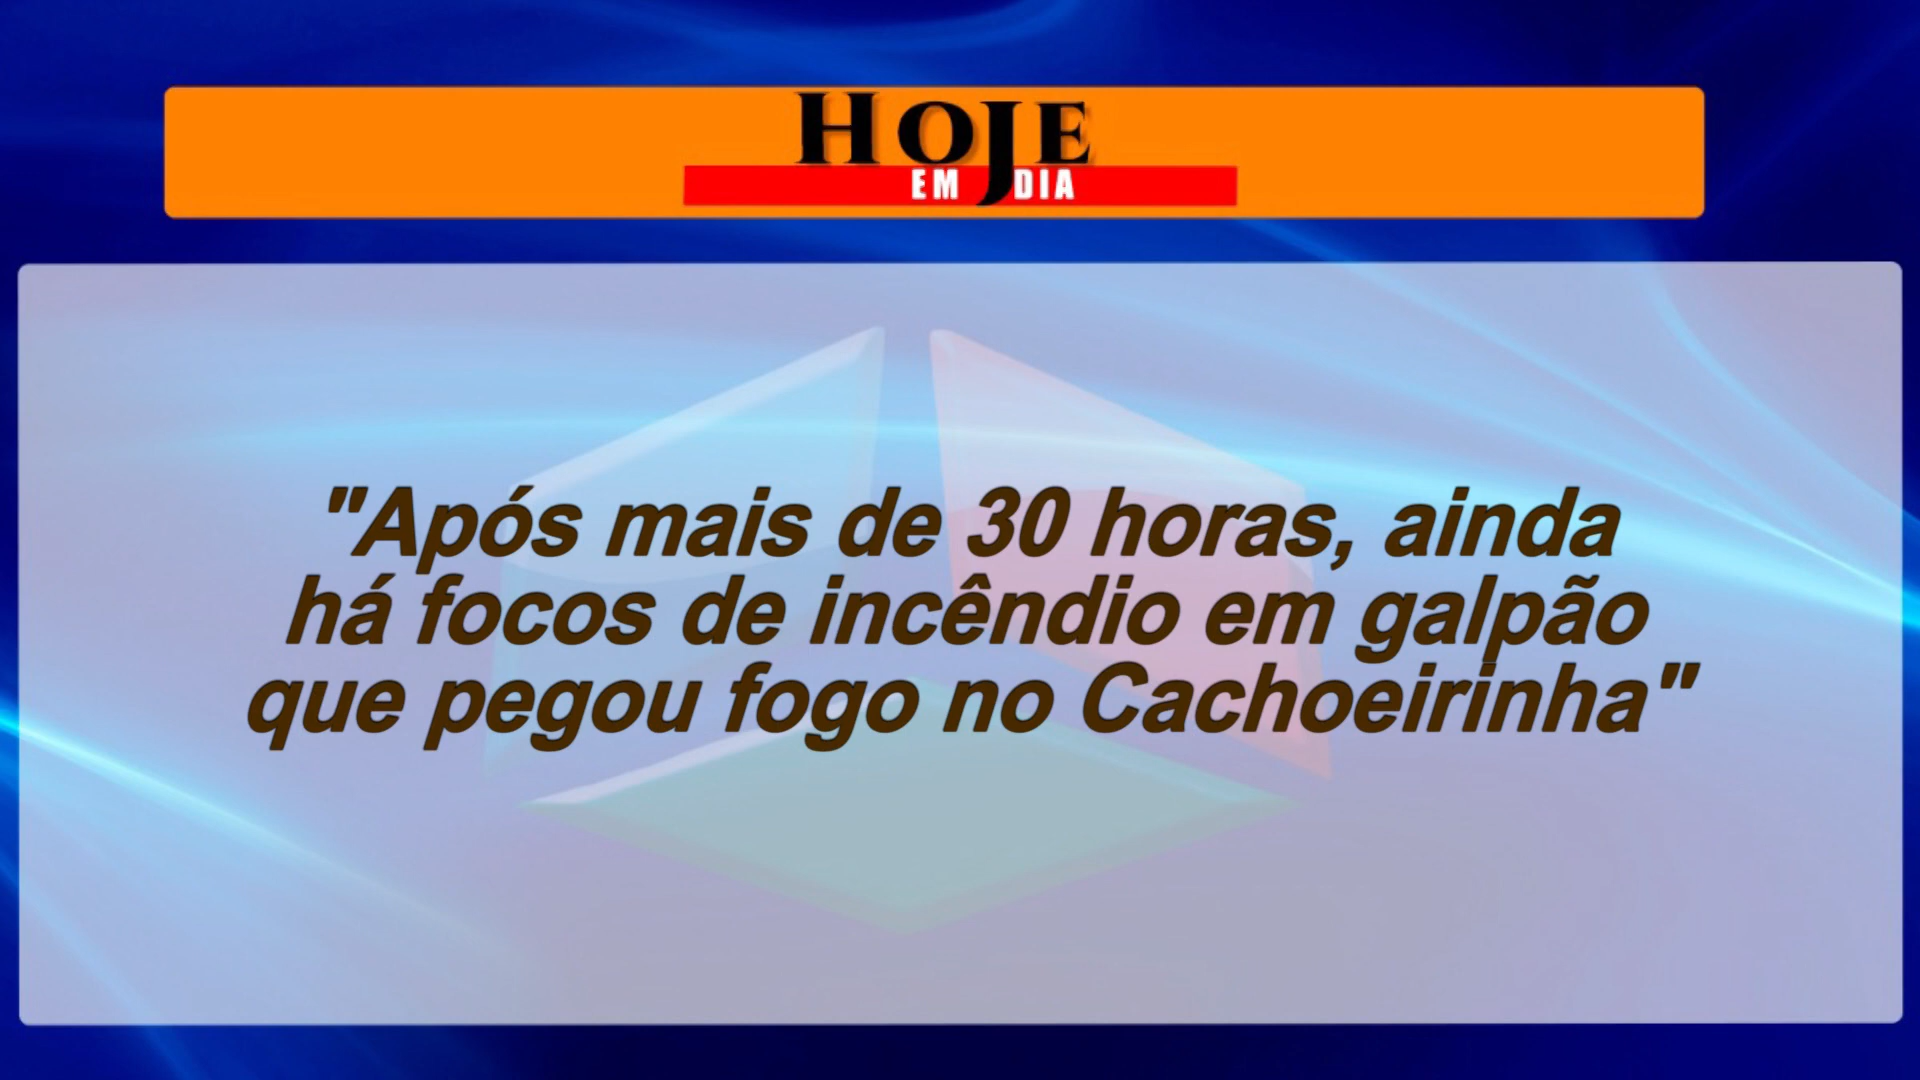 HOJE
EM DIA
"Após mais de 30 horas, ainda
há focos de incêndio em galpão
que pegou fogo no Cachoeirinha"